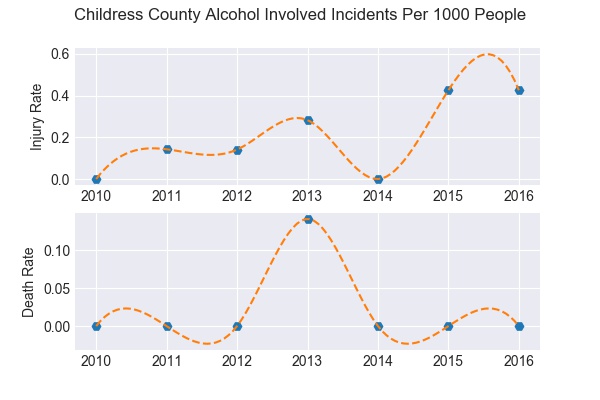 Childress County Alcohol Involved Incidents Per 1000 People
0.6
0.4
0.2
0.0
Injury Rate
2010 2011 2012 2013 2014 2015 2016
0.10
0.05
0.00
Death Rate
2010 2011 2012 2013 2014 2015 2016